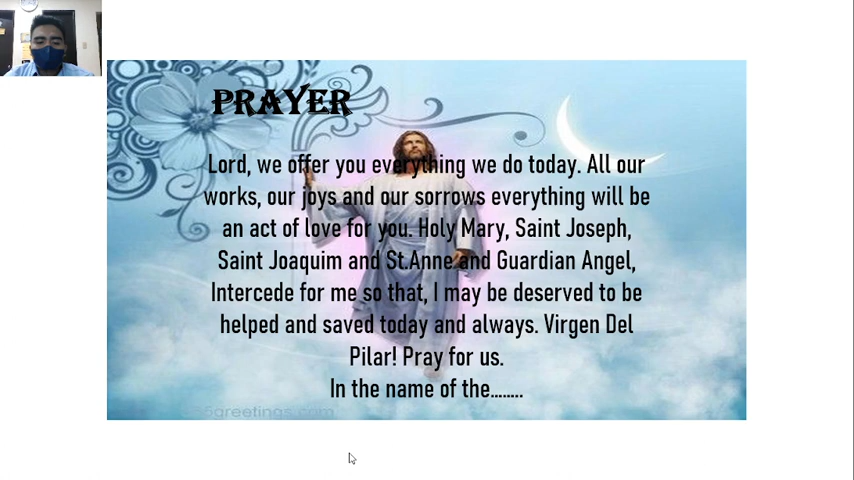 PRAYER
Lord, we offer you everything we do today. All our
works, our joys and our sorrows everything will be
an act of love for you. Holy Mary, Saint Joseph,
Saint Joaquim and St.Anne and Guardian Angel,
Intercede for me so that, I may be deserved to be
helped and saved today and always. Virgen Del
Pilar! Pray for us.
In the name of the........
greetings.com